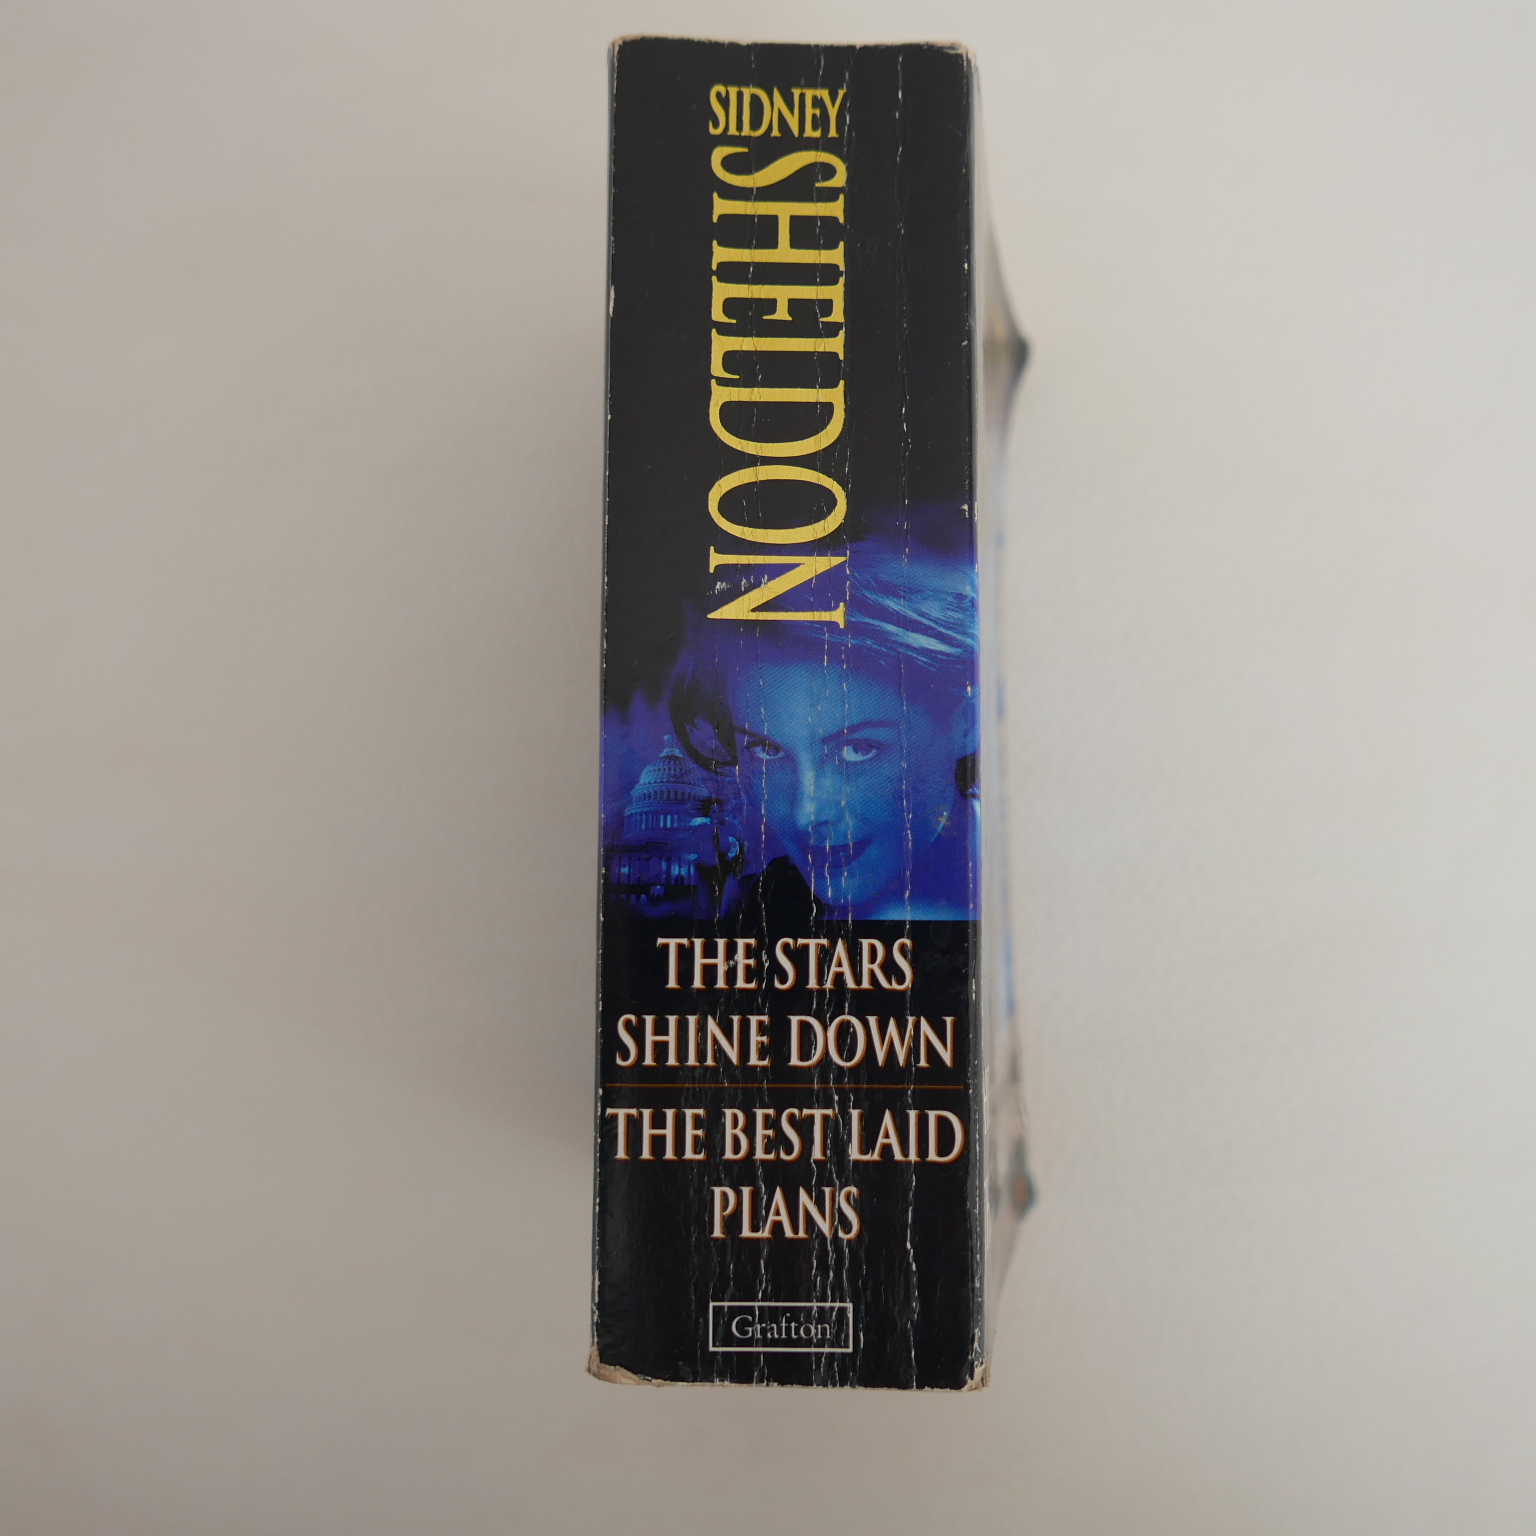 SIDNEY
SHELDON
THE STARS
SHINE DOWN
THE BEST LAID
PLANS
Grafton